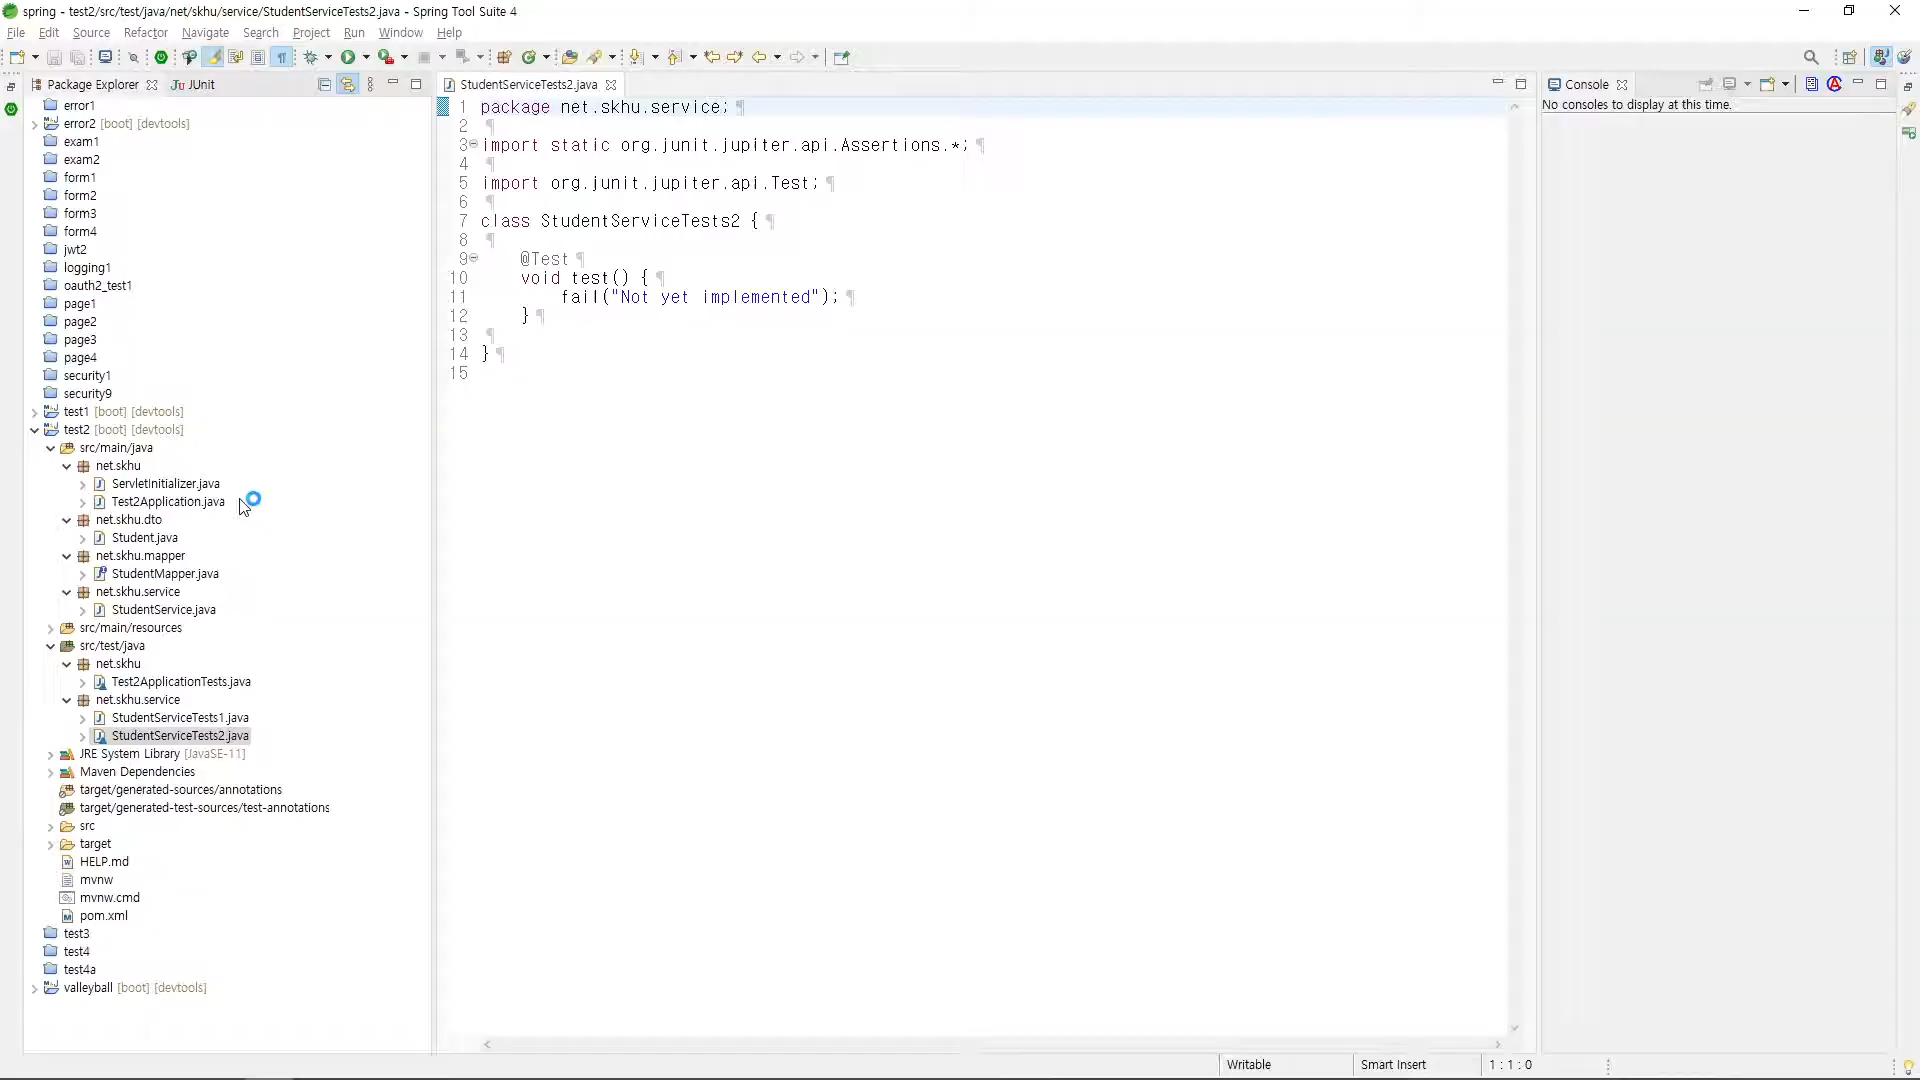 spring - test2/src/test/java/net/skhu/service/StudentServiceTests2.java - Spring Tool Suite 4
File Edit Source Refactor Navigate Search Project Run Window Help
Package Explorer
JUnit
error1
error2 [boot] [devtools]
exam1
exam2
form1
form2
form3
form4
jwt2
logging1
oauth2_test1
page1
page2
page3
page4
security1
security9
test1 [boot] [devtools]
test2 [boot] [devtools]
src/main/java
net.skhu
ServletInitializer.java
Test2Application.java
net.skhu.dto
Student.java
net.skhu.mapper
StudentMapper.java
net.skhu.service
StudentService.java
src/main/resources
src/test/java
net.skhu
Test2ApplicationTests.java
net.skhu.service
StudentServiceTests1.java
StudentServiceTests2.java
JRE System Library [JavaSE-11]
Maven Dependencies
target/generated-sources/annotations
target/generated-test-sources/test-annotations
src
target
HELP.md
mvnw
mvnw.cmd
pom.xml
test3
test4
test4a
valleyball [boot] [devtools]
StudentServiceTests2.java
1 package net.skhu.service;
2
3 import static org.junit.jupiter.api.Assertions.*;
4
5 import org.junit.jupiter.api.Test;
6
7 class StudentServiceTests2 {
8
9 @Test
10 void test() {
11 fail("Not yet implemented");
12 }
13
14 }
15
Console
No consoles to display at this time.
Writable Smart Insert 1 : 1 : 0